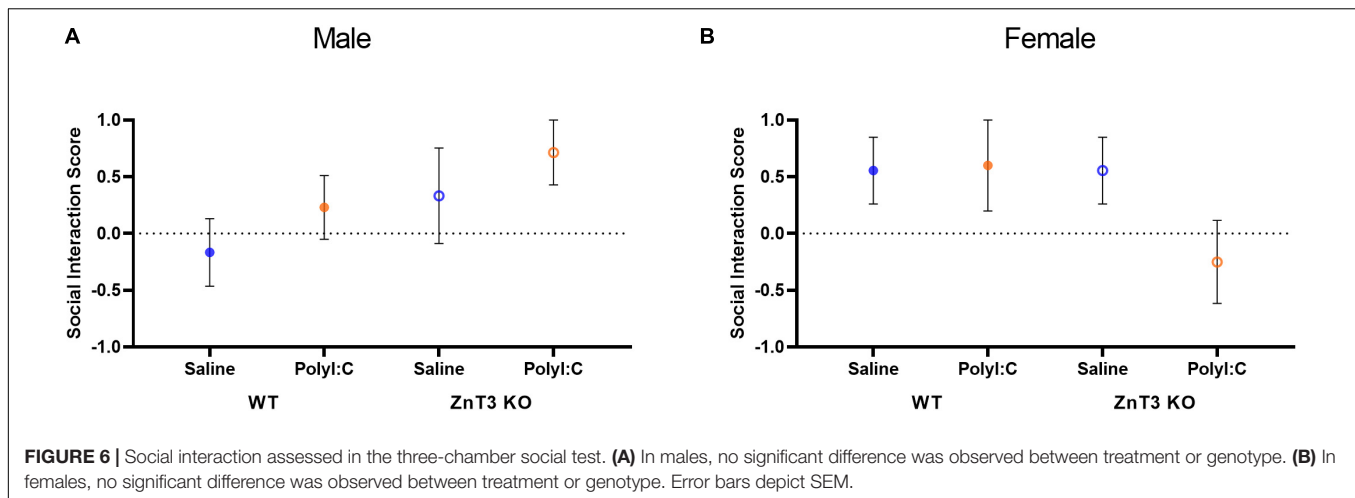 A
Male
Social Interaction Score
1.0
0.5
0.0
-0.5
-1.0
Saline
PolyI:C
Saline
PolyI:C
WT
ZnT3 KO
B
Female
Social Interaction Score
1.0
0.5
0.0
-0.5
-1.0
Saline
PolyI:C
Saline
PolyI:C
WT
ZnT3 KO
FIGURE 6 | Social interaction assessed in the three-chamber social test. (A) In males, no significant difference was observed between treatment or genotype. (B) In
females, no significant difference was observed between treatment or genotype. Error bars depict SEM.